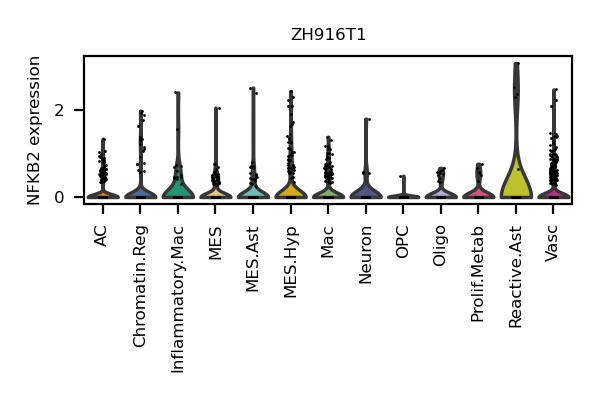 ZH916T1
NFKB2 expression
2
0
AC
Chromatin.Reg
Inflammatory.Mac
MES
MES.Ast
MES.Hyp
Mac
Neuron
OPC
Oligo
Prolif.Metab
Reactive.Ast
Vasc